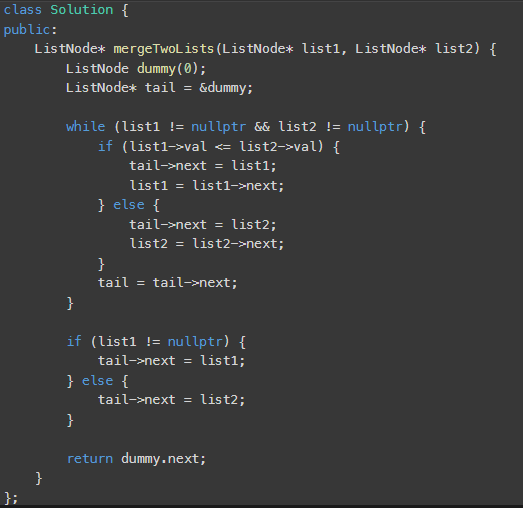 class Solution {
public:
    ListNode* mergeTwoLists(ListNode* list1, ListNode* list2) {
        ListNode dummy(0);
        ListNode* tail = &dummy;

        while (list1 != nullptr && list2 != nullptr) {
            if (list1->val <= list2->val) {
                tail->next = list1;
                list1 = list1->next;
            } else {
                tail->next = list2;
                list2 = list2->next;
            }
            tail = tail->next;
        }

        if (list1 != nullptr) {
            tail->next = list1;
        } else {
            tail->next = list2;
        }

        return dummy.next;
    }
};